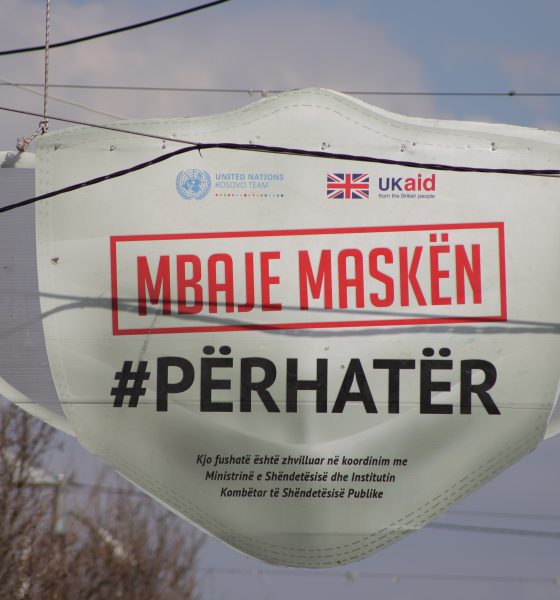 UNITED NATIONS
KOSOVO TEAM
UKaid
from the British people
MBAJE MASKËN
#PËRHATËR
Kjo fushatë është zhvilluar në koordinim me
Ministrinë e Shëndetësisë dhe Institutin
Kombëtar të Shëndetësisë Publike